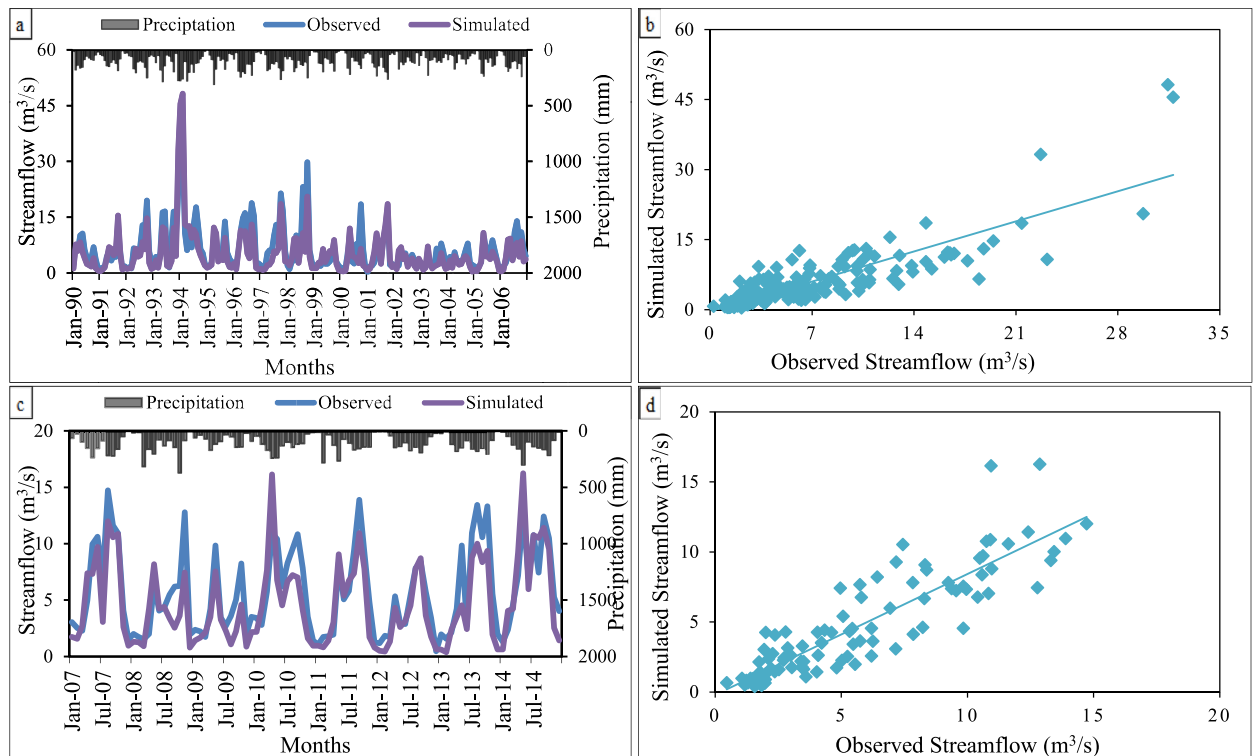 a
Precipitation Observed Simulated
60
45
30
15
0
0
500
1000
1500
2000
Streamflow (m³/s)
Precipitation (mm)
Jan-90 Jan-91 Jan-92 Jan-93 Jan-94 Jan-95 Jan-96 Jan-97 Jan-98 Jan-99 Jan-00 Jan-01 Jan-02 Jan-03 Jan-04 Jan-05 Jan-06
Months
b
60
45
30
15
0
Simulated Streamflow (m³/s)
0 7 14 21 28 35
Observed Streamflow (m³/s)
c
Precipitation Observed Simulated
20
15
10
5
0
0
500
1000
1500
2000
Streamflow (m³/s)
Precipitation (mm)
Jan-07 Jul-07 Jan-08 Jul-08 Jan-09 Jul-09 Jan-10 Jul-10 Jan-11 Jul-11 Jan-12 Jul-12 Jan-13 Jul-13 Jan-14 Jul-14
Months
d
20
15
10
5
0
Simulated Streamflow (m³/s)
0 5 10 15 20
Observed Streamflow (m³/s)